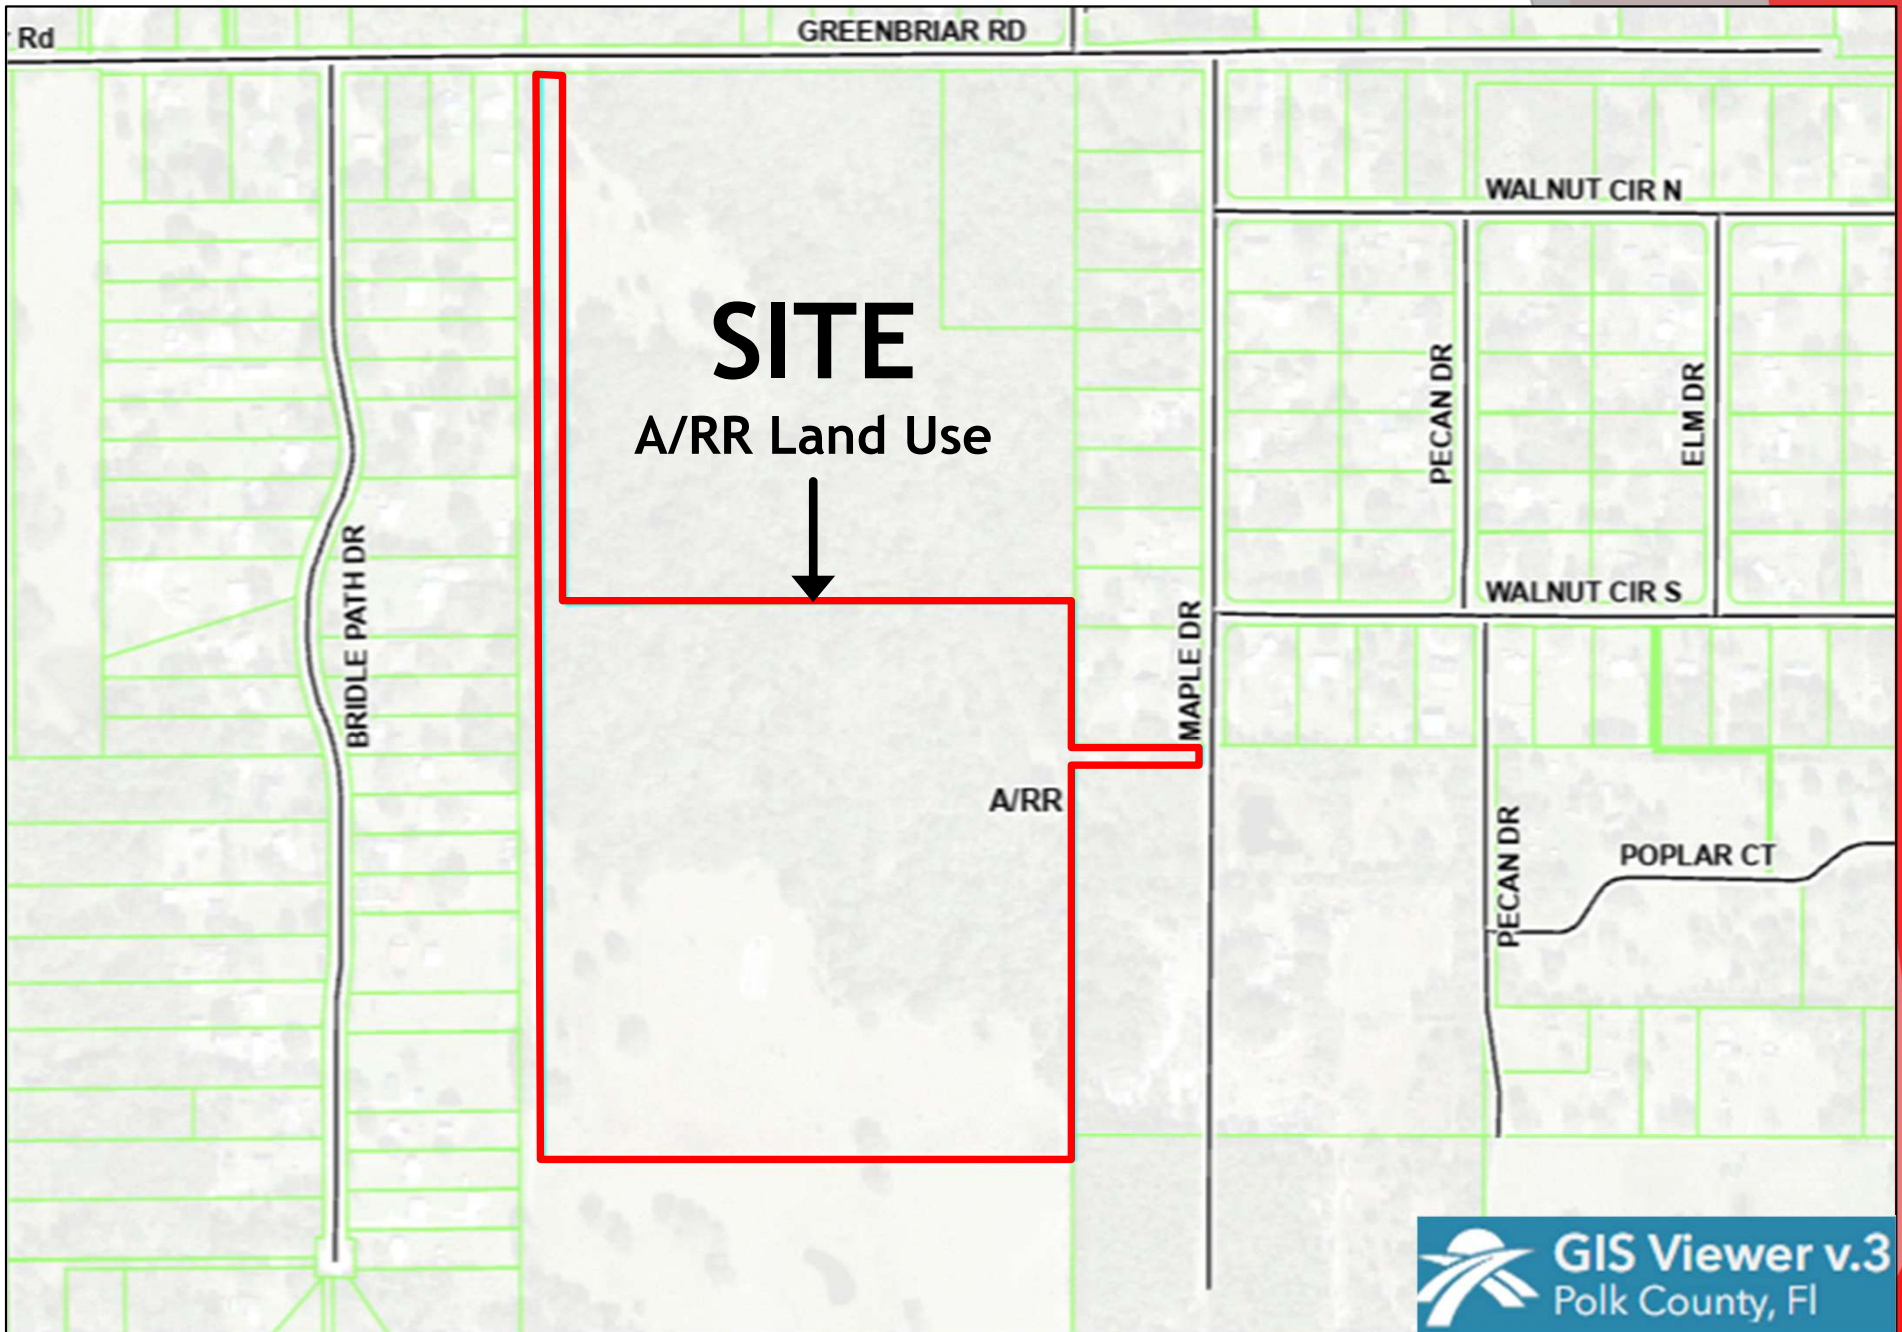 Rd
GREENBRIAR RD
WALNUT CIR N
SITE
A/RR Land Use
PECAN DR
ELM DR
BRIDLE PATH DR
WALNUT CIR S
MAPLE DR
A/RR
PECAN DR
POPLAR CT
GIS Viewer v.3
Polk County, Fl